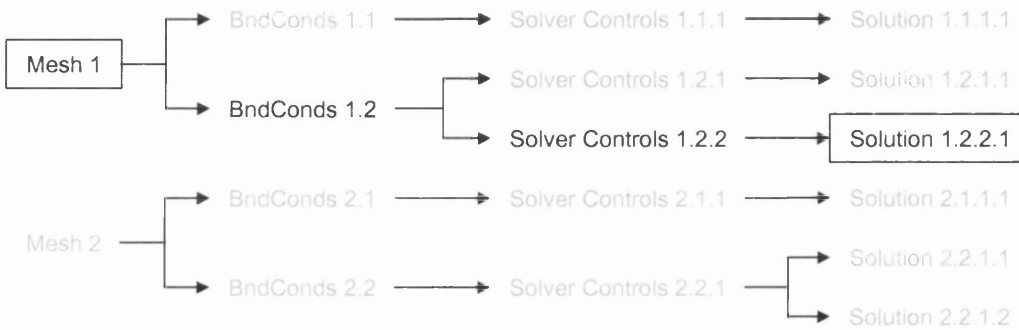 BndConds 1.1 Solver Controls 1.1.1 Solution 1.1.1.1
Mesh 1
Solver Controls 1.2.1 Solution 1.2.1.1
BndConds 1.2
Solver Controls 1.2.2 Solution 1.2.2.1
BndConds 2.1 Solver Controls 2.1.1 Solution 2.1.1.1
Mesh 2
Solution 2.2.1.1
BndConds 2.2 Solver Controls 2.2.1
Solution 2.2.1.2